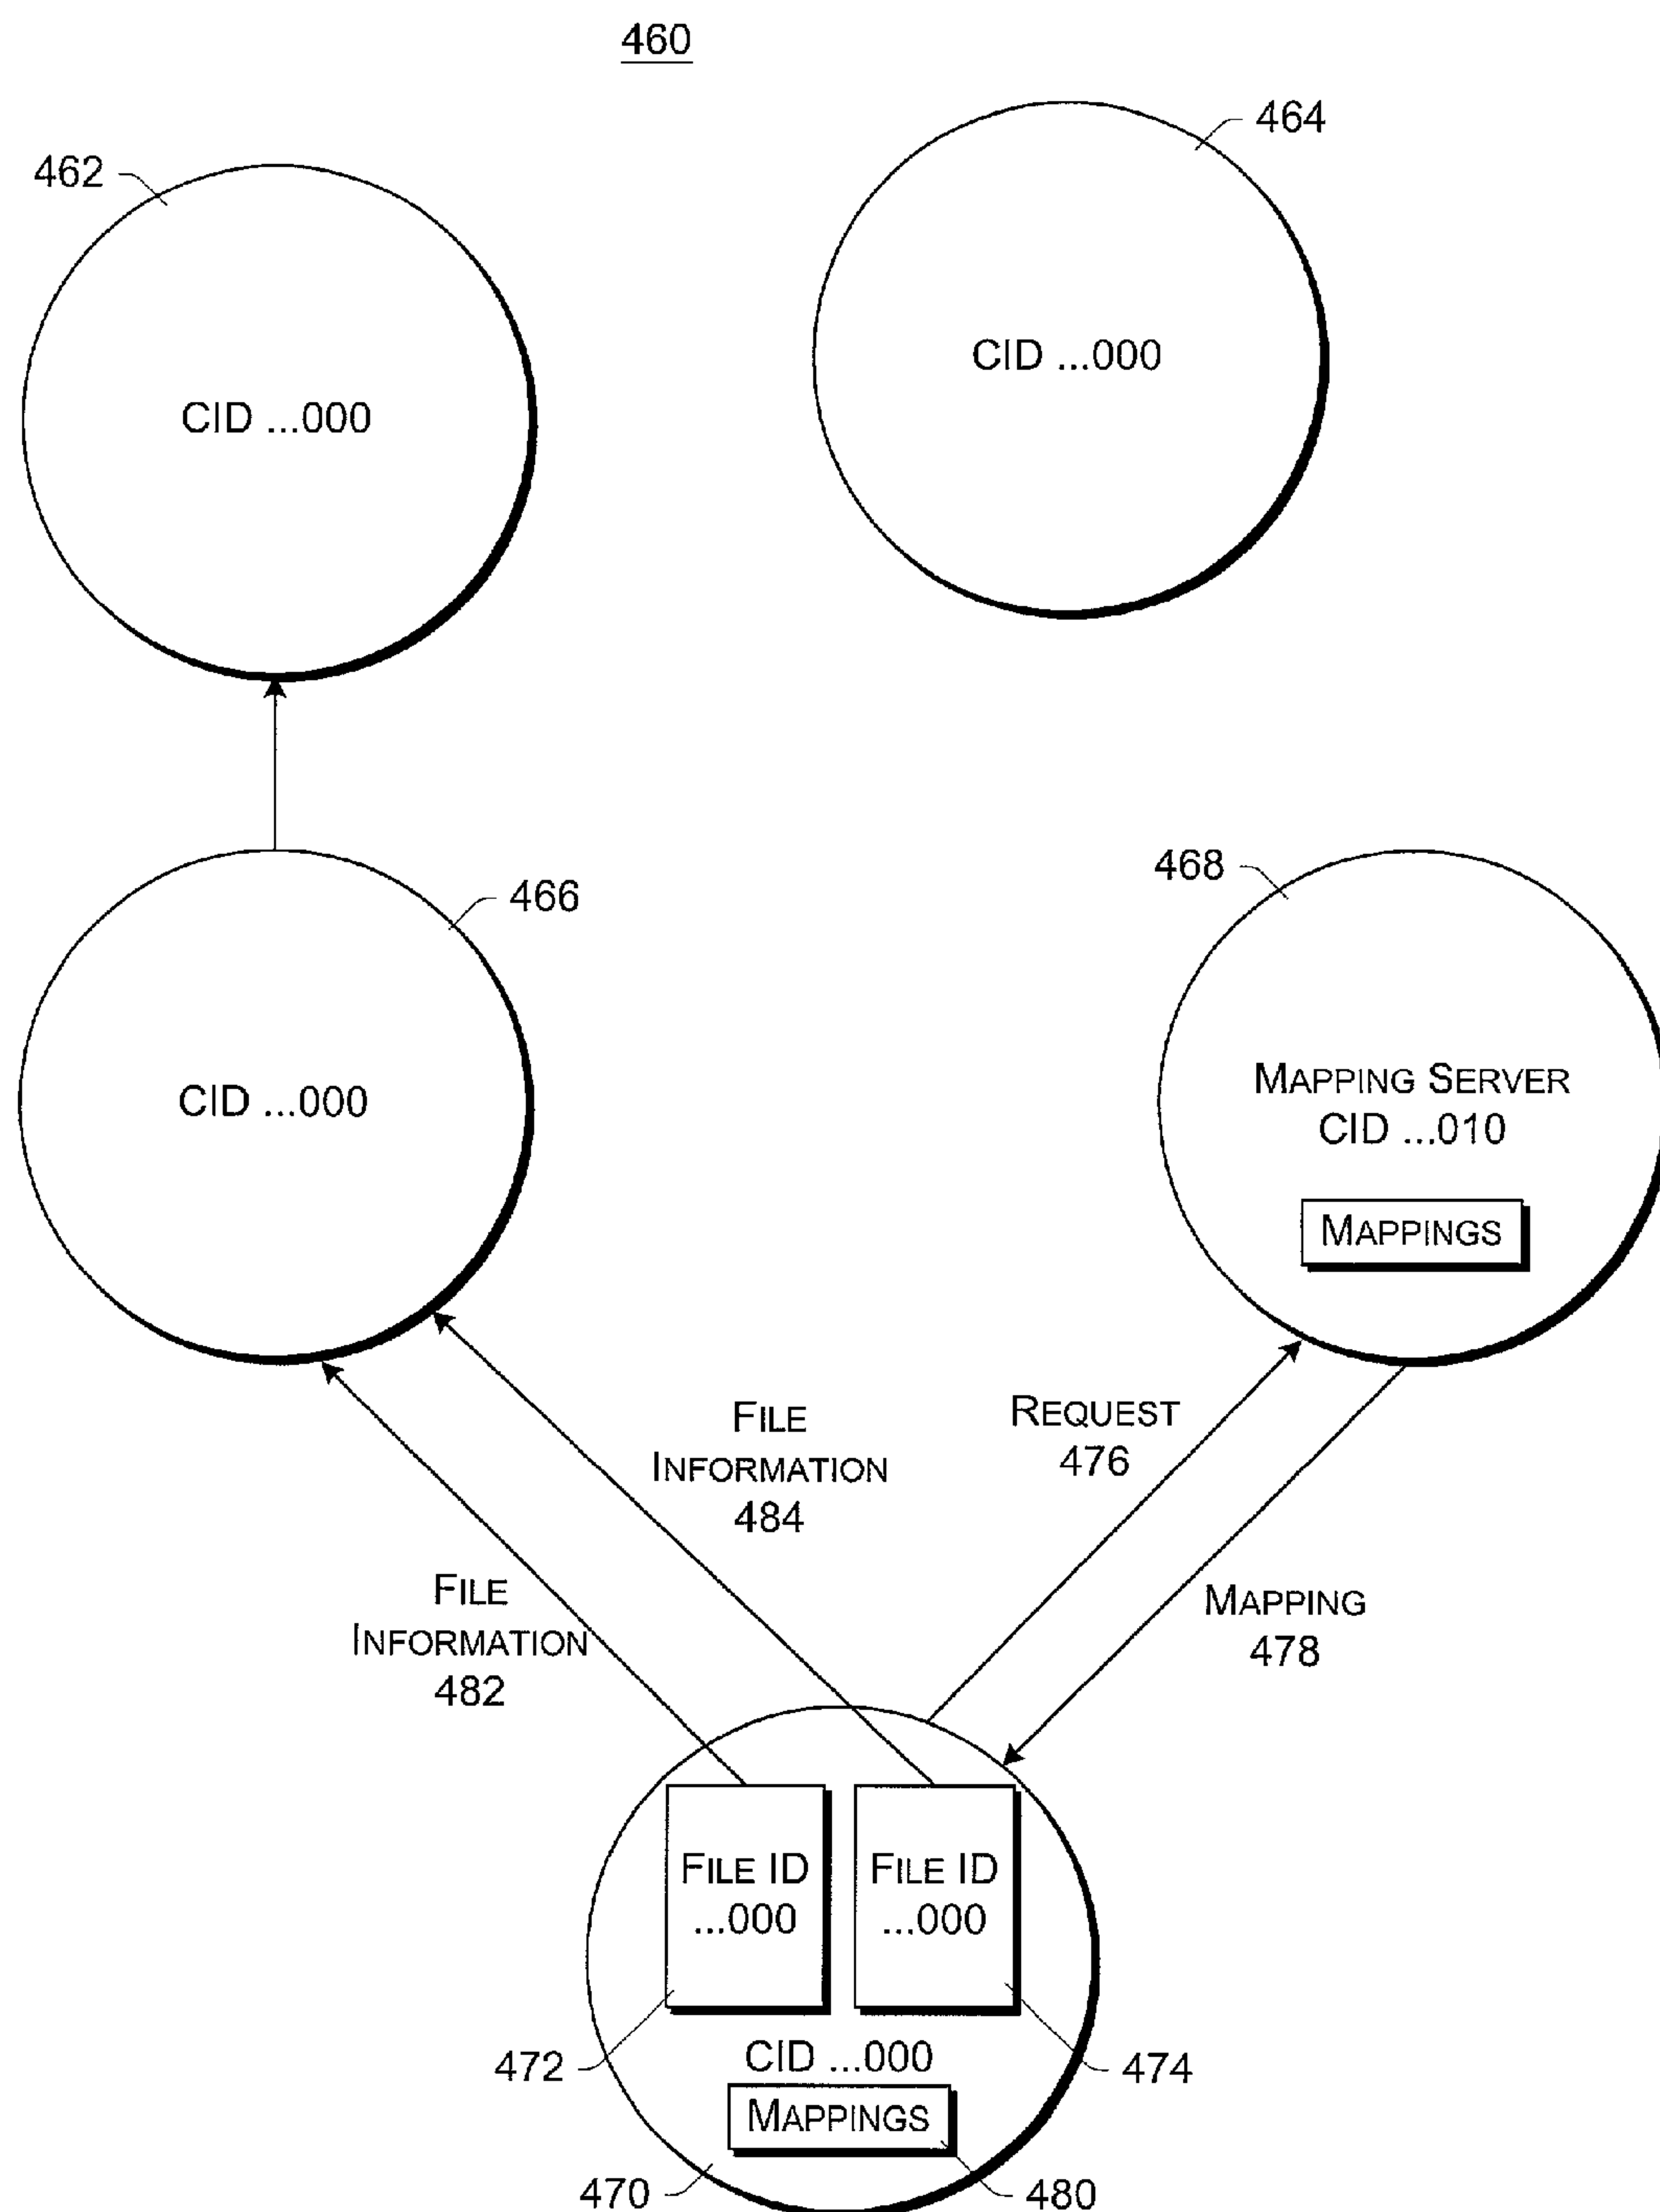 460
464
462
CID ...000
CID ...000
468
466
MAPPING SERVER
CID ...010
CID ...000
MAPPINGS
REQUEST
476
FILE
INFORMATION
484
FILE
INFORMATION
482
MAPPING
478
FILE ID
...000
FILE ID
...000
472
CID ...000
474
MAPPINGS
470
480